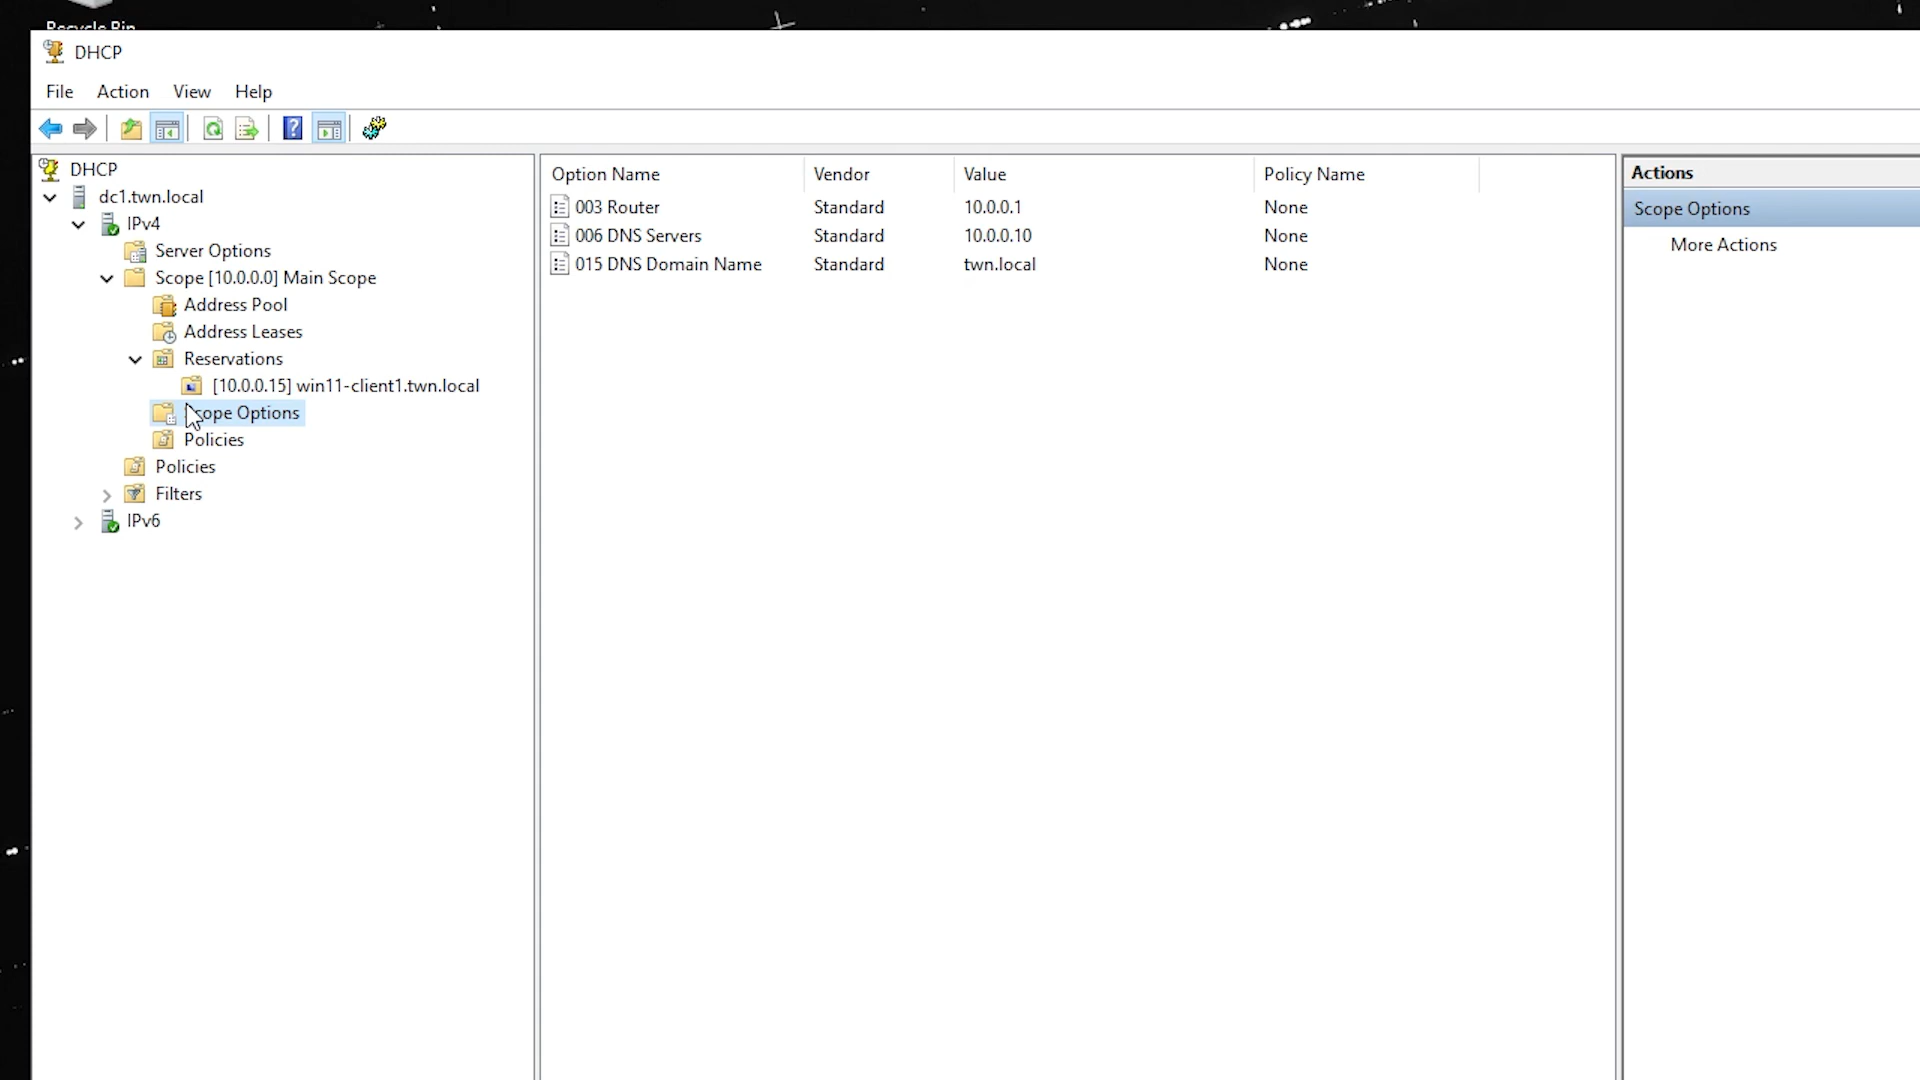 Recycle Bin
DHCP
File Action View Help
DHCP
dc1.twn.local
IPv4
Server Options
Scope [10.0.0.0] Main Scope
Address Pool
Address Leases
Reservations
[10.0.0.15] win11-client1.twn.local
Scope Options
Policies
Policies
Filters
IPv6
Option Name Vendor Value Policy Name
003 Router Standard 10.0.0.1 None
006 DNS Servers Standard 10.0.0.10 None
015 DNS Domain Name Standard twn.local None
Actions
Scope Options
More Actions